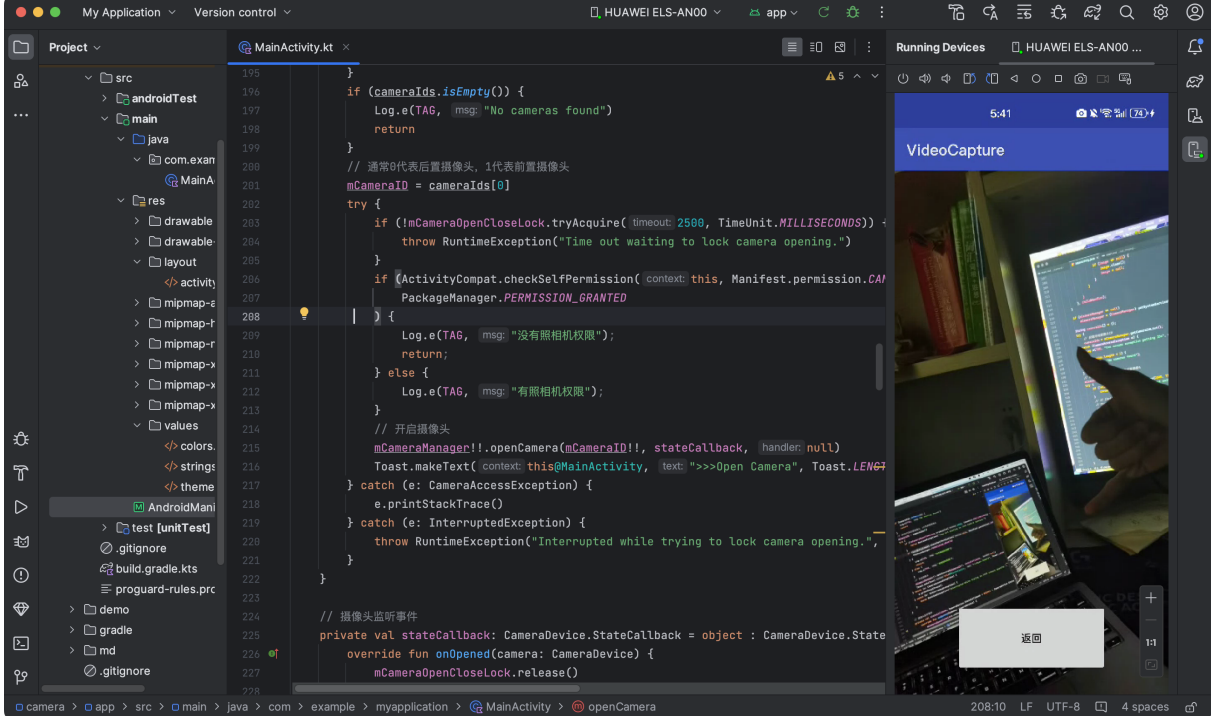 My Application
Version control
HUAWEI ELS-AN00
app
Project
MainActivity.kt
Running Devices
HUAWEI ELS-AN00 ...
src
androidTest
main
java
com.exam
MainA
res
drawable
drawable-
layout
activity
mipmap-a
mipmap-h
mipmap-m
mipmap-x
mipmap-x
mipmap-x
values
colors.
strings
theme
AndroidMani
test [unitTest]
.gitignore
build.gradle.kts
proguard-rules.pro
demo
gradle
md
.gitignore
5
195 }
196 if (cameraIds.isEmpty()) {
197 Log.e(TAG, msg: "No cameras found")
198 return
199 }
200 // 通常0代表后置摄像头，1代表前置摄像头
201 mCameraID = cameraIds[0]
202 try {
203 if (!mCameraOpenCloseLock.tryAcquire( timeout: 2500, TimeUnit.MILLISECONDS)) {
204 throw RuntimeException("Time out waiting to lock camera opening.")
205 }
206 if (ActivityCompat.checkSelfPermission( context: this, Manifest.permission.CAM
207 PackageManager.PERMISSION_GRANTED
208 ) {
209 Log.e(TAG, msg: "没有照相机权限");
210 return;
211 } else {
212 Log.e(TAG, msg: "有照相机权限");
213 }
214 // 开启摄像头
215 mCameraManager!!.openCamera(mCameraID!!, stateCallback, handler: null)
216 Toast.makeText( context: this@MainActivity, text: ">>>Open Camera", Toast.LENGT
217 } catch (e: CameraAccessException) {
218 e.printStackTrace()
219 } catch (e: InterruptedException) {
220 throw RuntimeException("Interrupted while trying to lock camera opening.",
221 }
222 }
223
224 // 摄像头监听事件
225 private val stateCallback: CameraDevice.StateCallback = object : CameraDevice.State
226 override fun onOpened(camera: CameraDevice) {
227 mCameraOpenCloseLock.release()
228
5:41
74
VideoCapture
返回
1:1
camera > app > src > main > java > com > example > myapplication > MainActivity > openCamera
208:10 LF UTF-8 4 spaces